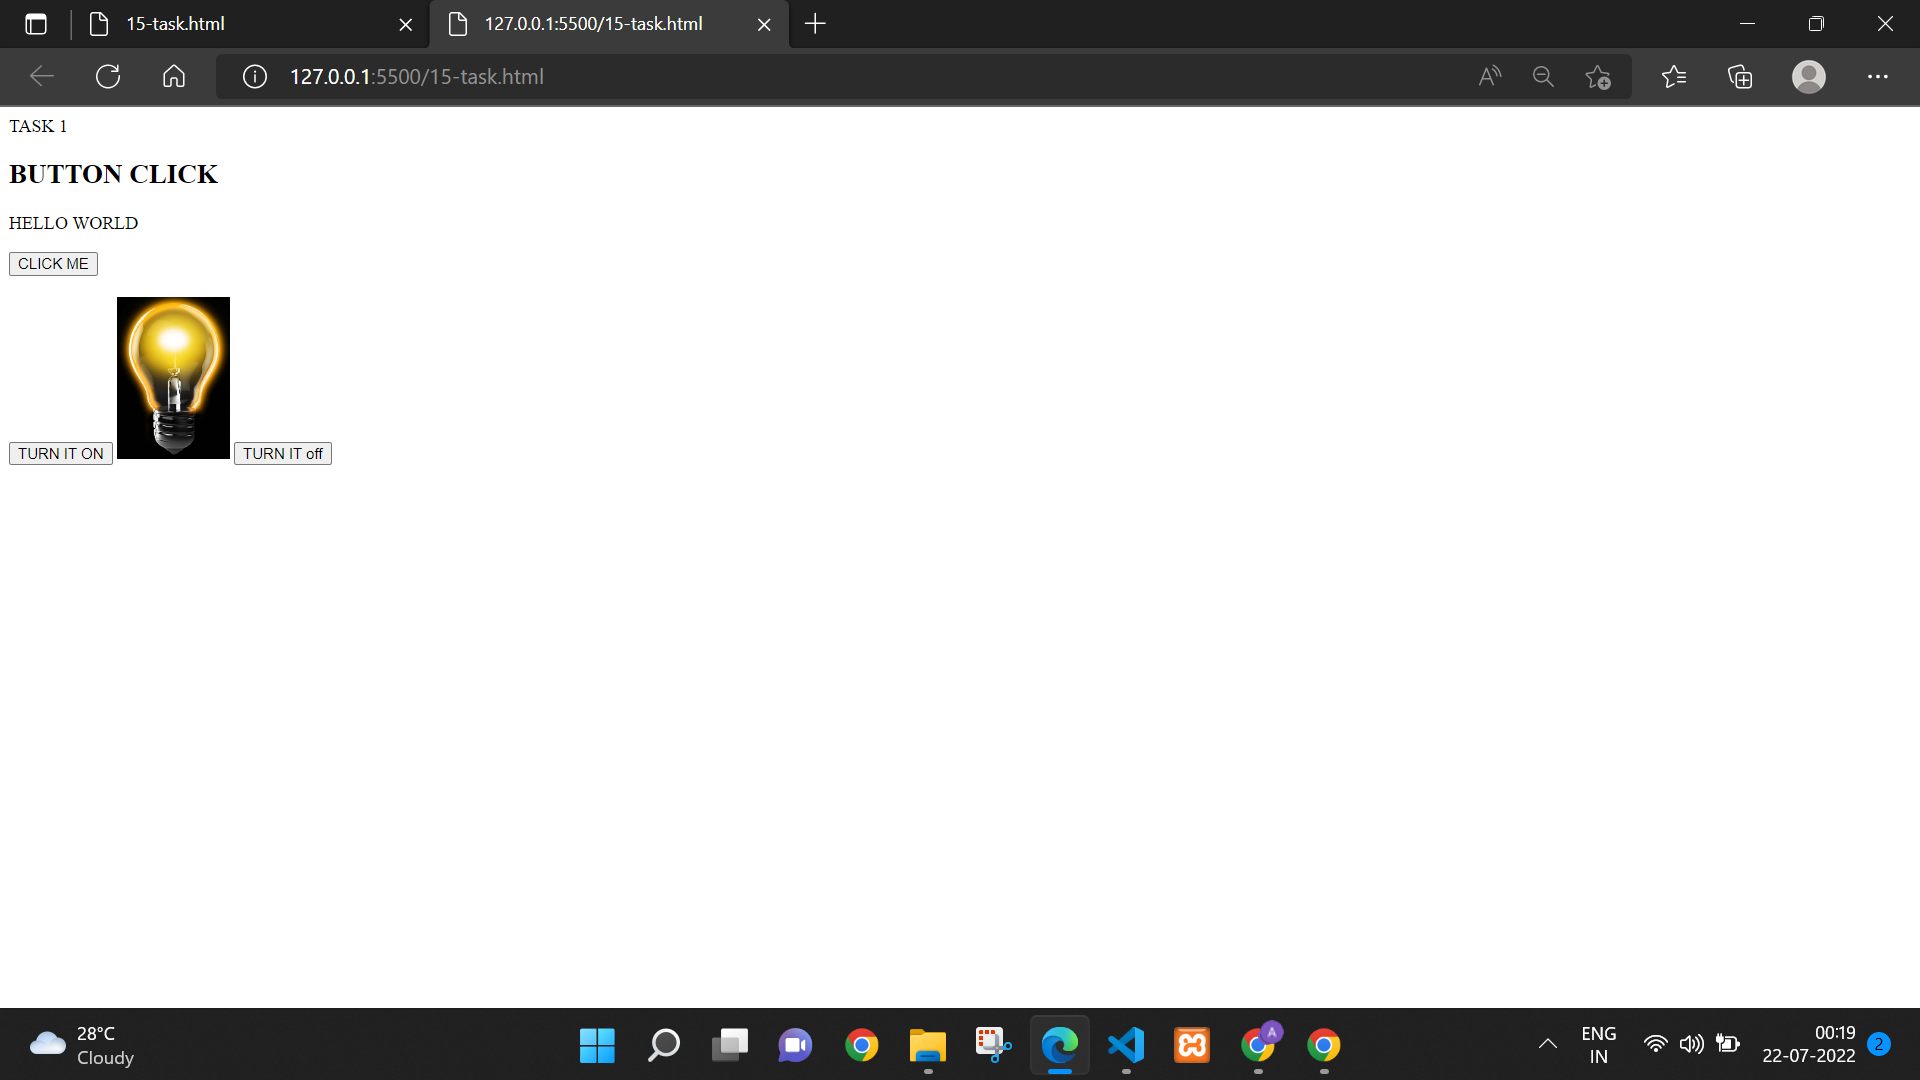 15-task.html
127.0.0.1:5500/15-task.html
127.0.0.1:5500/15-task.html
TASK 1
BUTTON CLICK
HELLO WORLD
CLICK ME
TURN IT ON TURN IT off
28°C
Cloudy
A
ENG
IN
00:19
22-07-2022
2